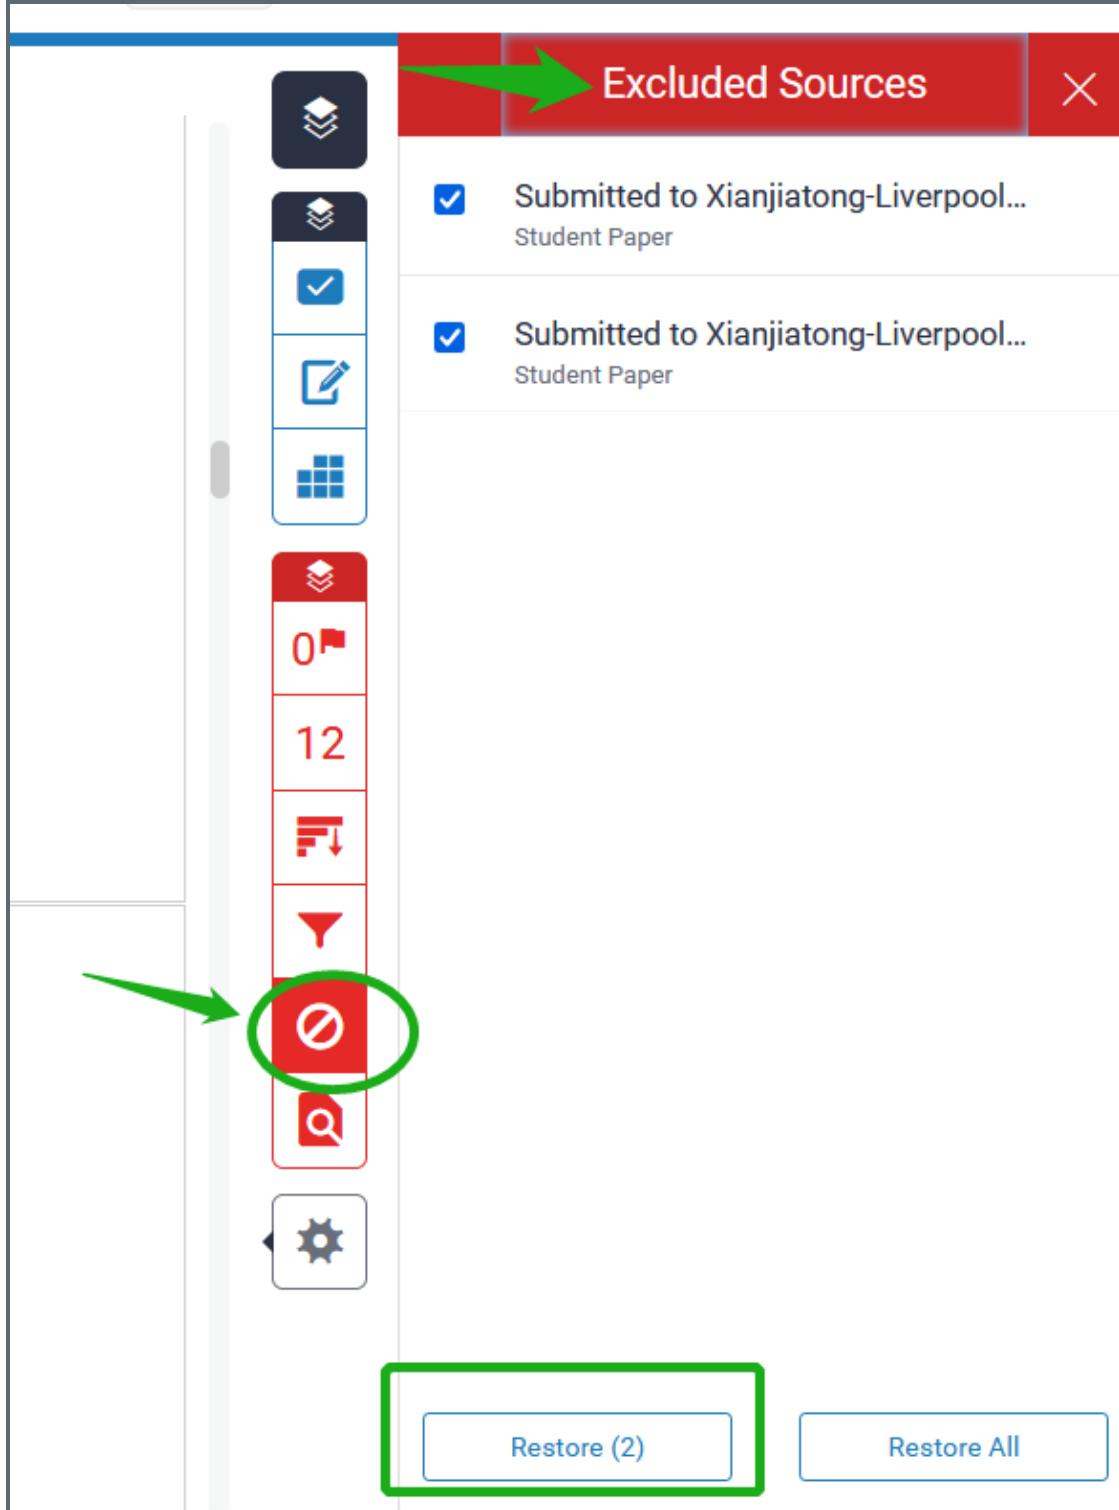 Excluded Sources
Submitted to Xianjiatong-Liverpool...
Student Paper
Submitted to Xianjiatong-Liverpool...
Student Paper
0
12
Restore (2)
Restore All